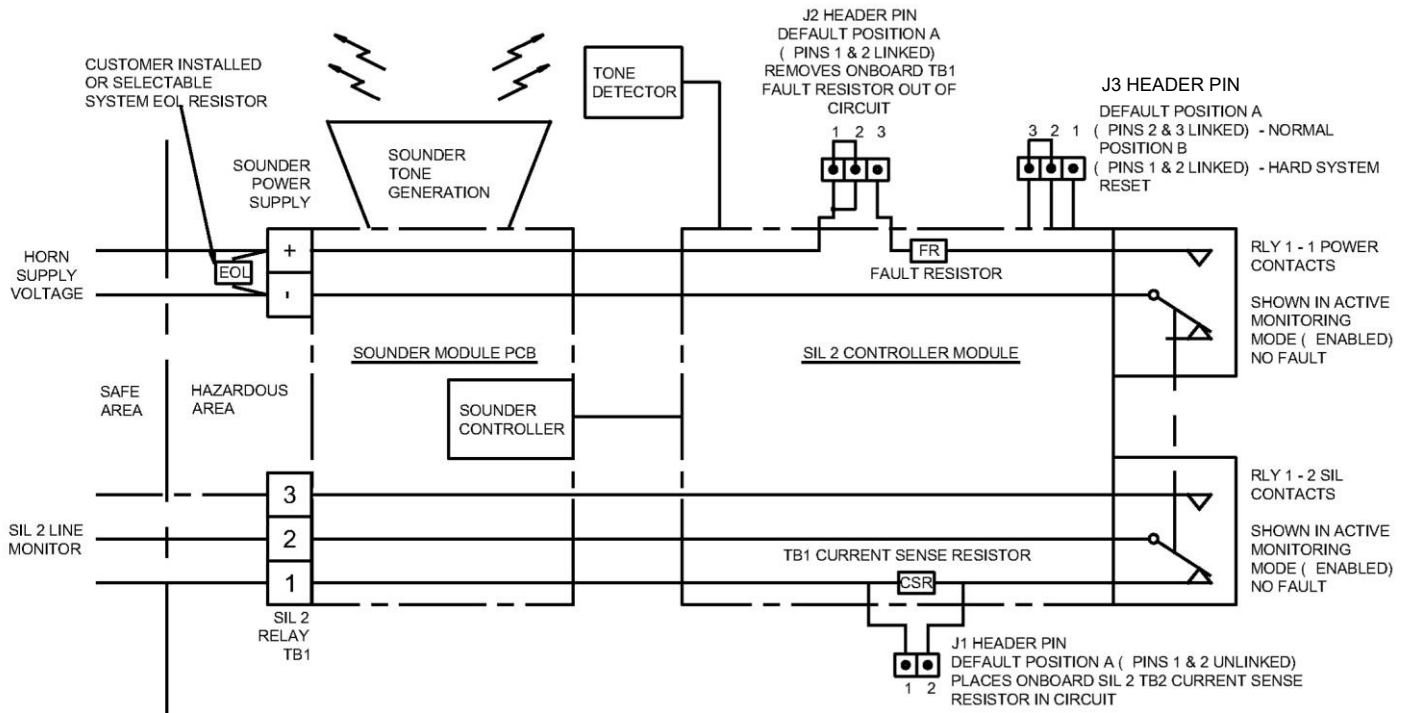 J2 HEADER PIN
DEFAULT POSITION A
( PINS 1 & 2 LINKED)
REMOVES ONBOARD TB1
FAULT RESISTOR OUT OF
CIRCUIT
1 2 3
CUSTOMER INSTALLED
OR SELECTABLE
SYSTEM EOL RESISTOR
TONE
DETECTOR
J3 HEADER PIN
DEFAULT POSITION A
( PINS 2 & 3 LINKED) - NORMAL
POSITION B
( PINS 1 & 2 LINKED) - HARD SYSTEM
RESET
3 2 1
SOUNDER
POWER
SUPPLY
SOUNDER
TONE
GENERATION
HORN
SUPPLY
VOLTAGE
EOL
+
-
FR
FAULT RESISTOR
RLY 1 - 1 POWER
CONTACTS
SHOWN IN ACTIVE
MONITORING
MODE ( ENABLED)
NO FAULT
SOUNDER MODULE PCB
SIL 2 CONTROLLER MODULE
SAFE
AREA
HAZARDOUS
AREA
SOUNDER
CONTROLLER
SIL 2 LINE
MONITOR
3
2
1
SIL 2
RELAY
TB1
TB1 CURRENT SENSE RESISTOR
CSR
RLY 1 - 2 SIL
CONTACTS
SHOWN IN ACTIVE
MONITORING
MODE ( ENABLED)
NO FAULT
1 2
J1 HEADER PIN
DEFAULT POSITION A ( PINS 1 & 2 UNLINKED)
PLACES ONBOARD SIL 2 TB2 CURRENT SENSE
RESISTOR IN CIRCUIT